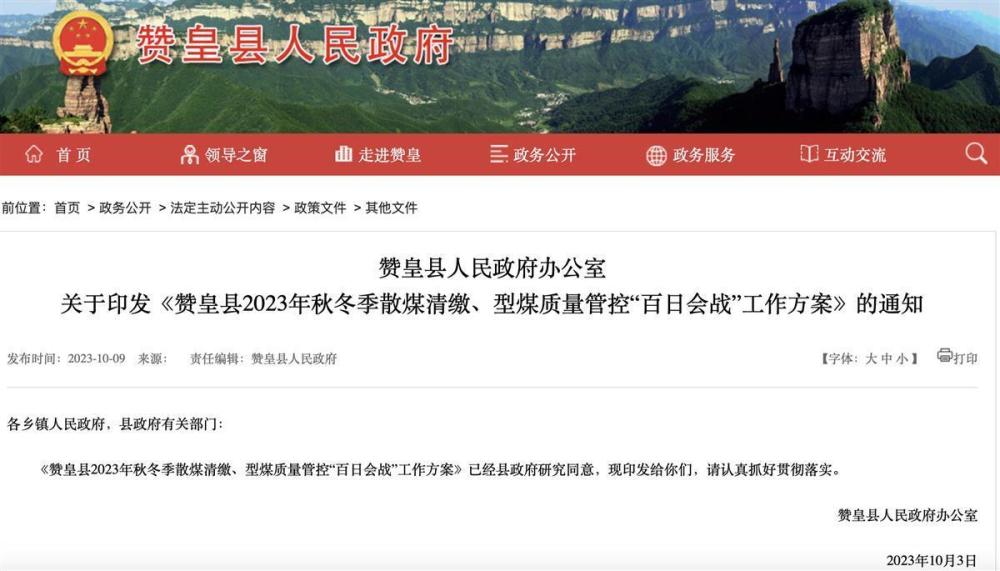 赞皇县人民政府
首 页 领导之窗 走进赞皇 政务公开 政务服务 互动交流
前位置：首页 > 政务公开 > 法定主动公开内容 > 政策文件 > 其他文件
赞皇县人民政府办公室
关于印发《赞皇县2023年秋冬季散煤清缴、型煤质量管控“百日会战”工作方案》的通知
发布时间：2023-10-09 来源： 责任编辑：赞皇县人民政府 【字体：大 中 小】 打印
各乡镇人民政府，县政府有关部门：
《赞皇县2023年秋冬季散煤清缴、型煤质量管控“百日会战”工作方案》已经县政府研究同意，现印发给你们，请认真抓好贯彻落实。
赞皇县人民政府办公室
2023年10月3日